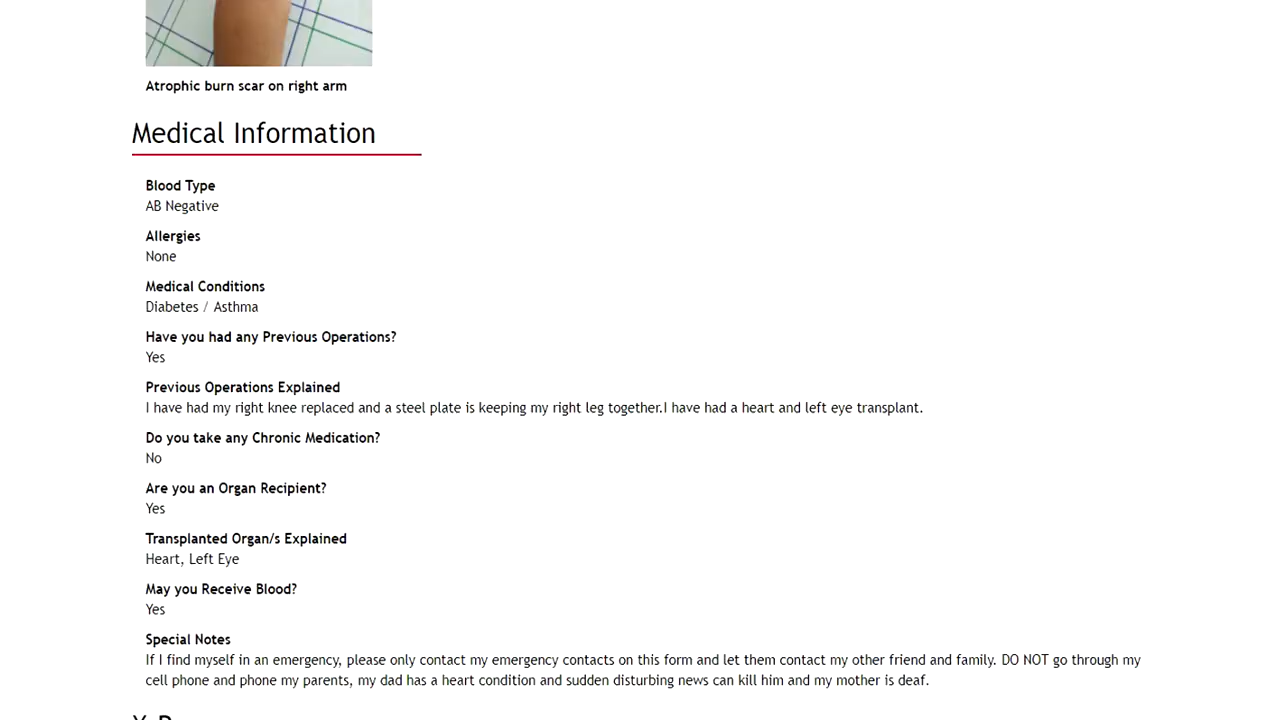 Atrophic burn scar on right arm
Medical Information
Blood Type
AB Negative
Allergies
None
Medical Conditions
Diabetes / Asthma
Have you had any Previous Operations?
Yes
Previous Operations Explained
I have had my right knee replaced and a steel plate is keeping my right leg together.I have had a heart and left eye transplant.
Do you take any Chronic Medication?
No
Are you an Organ Recipient?
Yes
Transplanted Organ/s Explained
Heart, Left Eye
May you Receive Blood?
Yes
Special Notes
If I find myself in an emergency, please only contact my emergency contacts on this form and let them contact my other friend and family. DO NOT go through my
cell phone and phone my parents, my dad has a heart condition and sudden disturbing news can kill him and my mother is deaf.